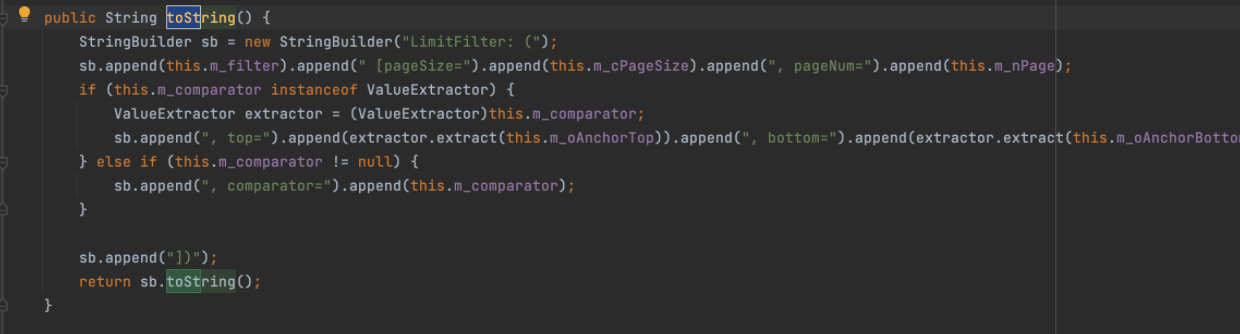 public String toString() {
StringBuilder sb = new StringBuilder("LimitFilter: (");
sb.append(this.m_filter).append(" [pageSize=").append(this.m_cPageSize).append(", pageNum=").append(this.m_nPage);
if (this.m_comparator instanceof ValueExtractor) {
ValueExtractor extractor = (ValueExtractor)this.m_comparator;
sb.append(", top=").append(extractor.extract(this.m_oAnchorTop)).append(", bottom=").append(extractor.extract(this.m_oAnchorBotto
} else if (this.m_comparator != null) {
sb.append(", comparator=").append(this.m_comparator);
}
sb.append("])");
return sb.toString();
}